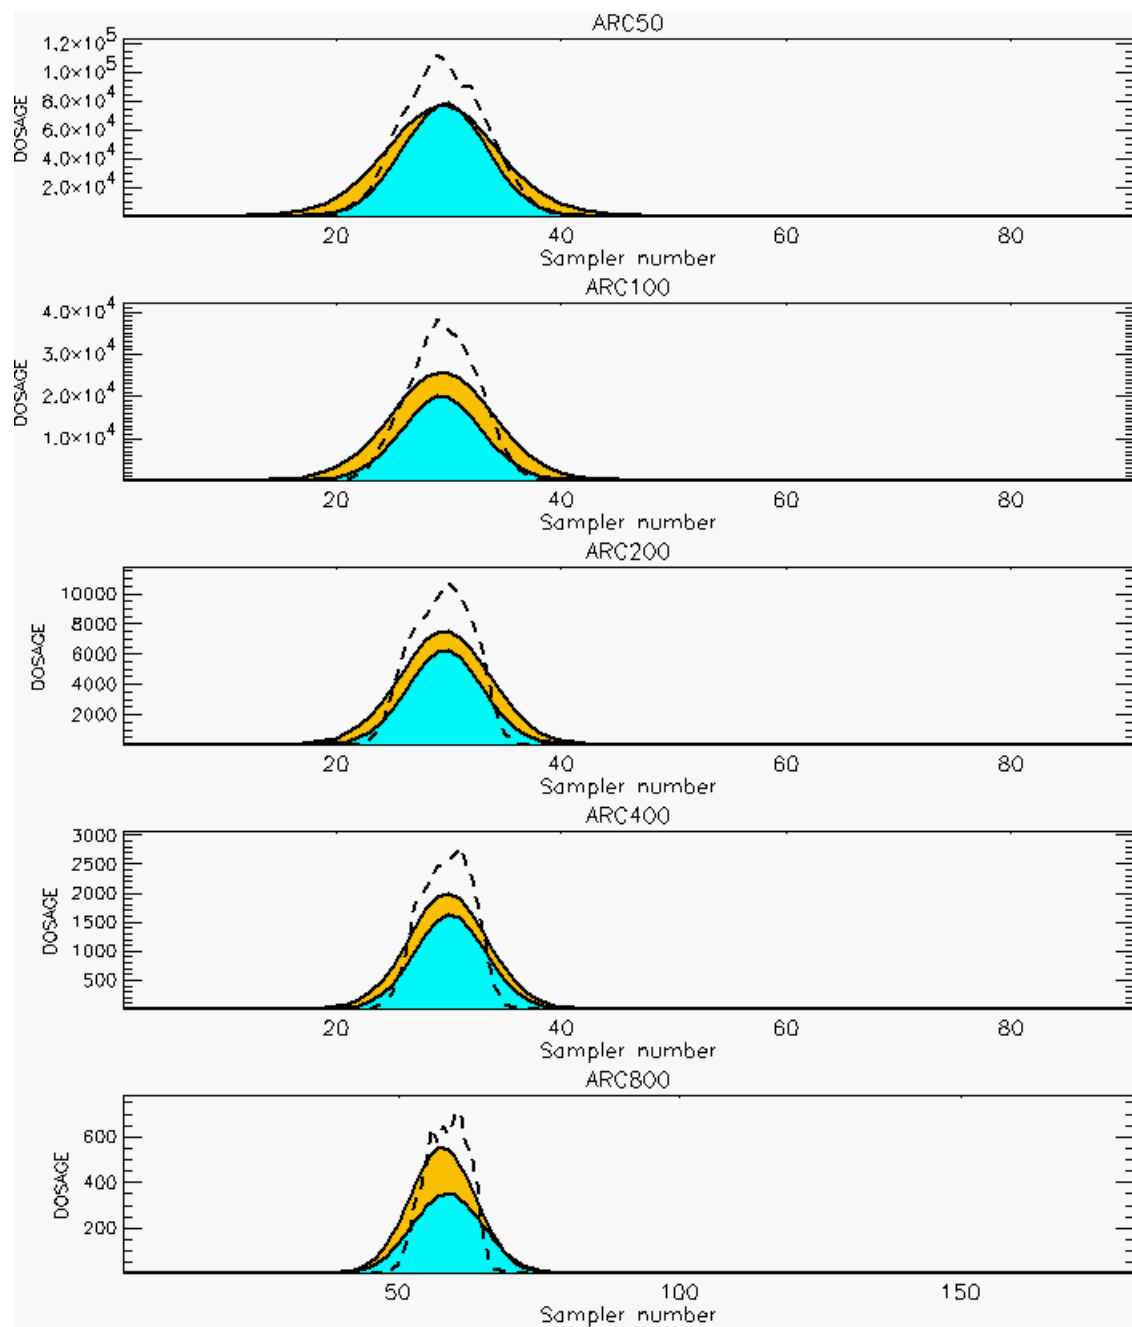 ARC50
1.2×10⁵
1.0×10⁵
8.0×10⁴
6.0×10⁴
4.0×10⁴
2.0×10⁴
DOSAGE
20 40 60 80
Sampler number
ARC100
4.0×10⁴
3.0×10⁴
2.0×10⁴
1.0×10⁴
DOSAGE
20 40 60 80
Sampler number
ARC200
10000
8000
6000
4000
2000
DOSAGE
20 40 60 80
Sampler number
ARC400
3000
2500
2000
1500
1000
500
DOSAGE
20 40 60 80
Sampler number
ARC800
600
400
200
DOSAGE
50 100 150
Sampler number